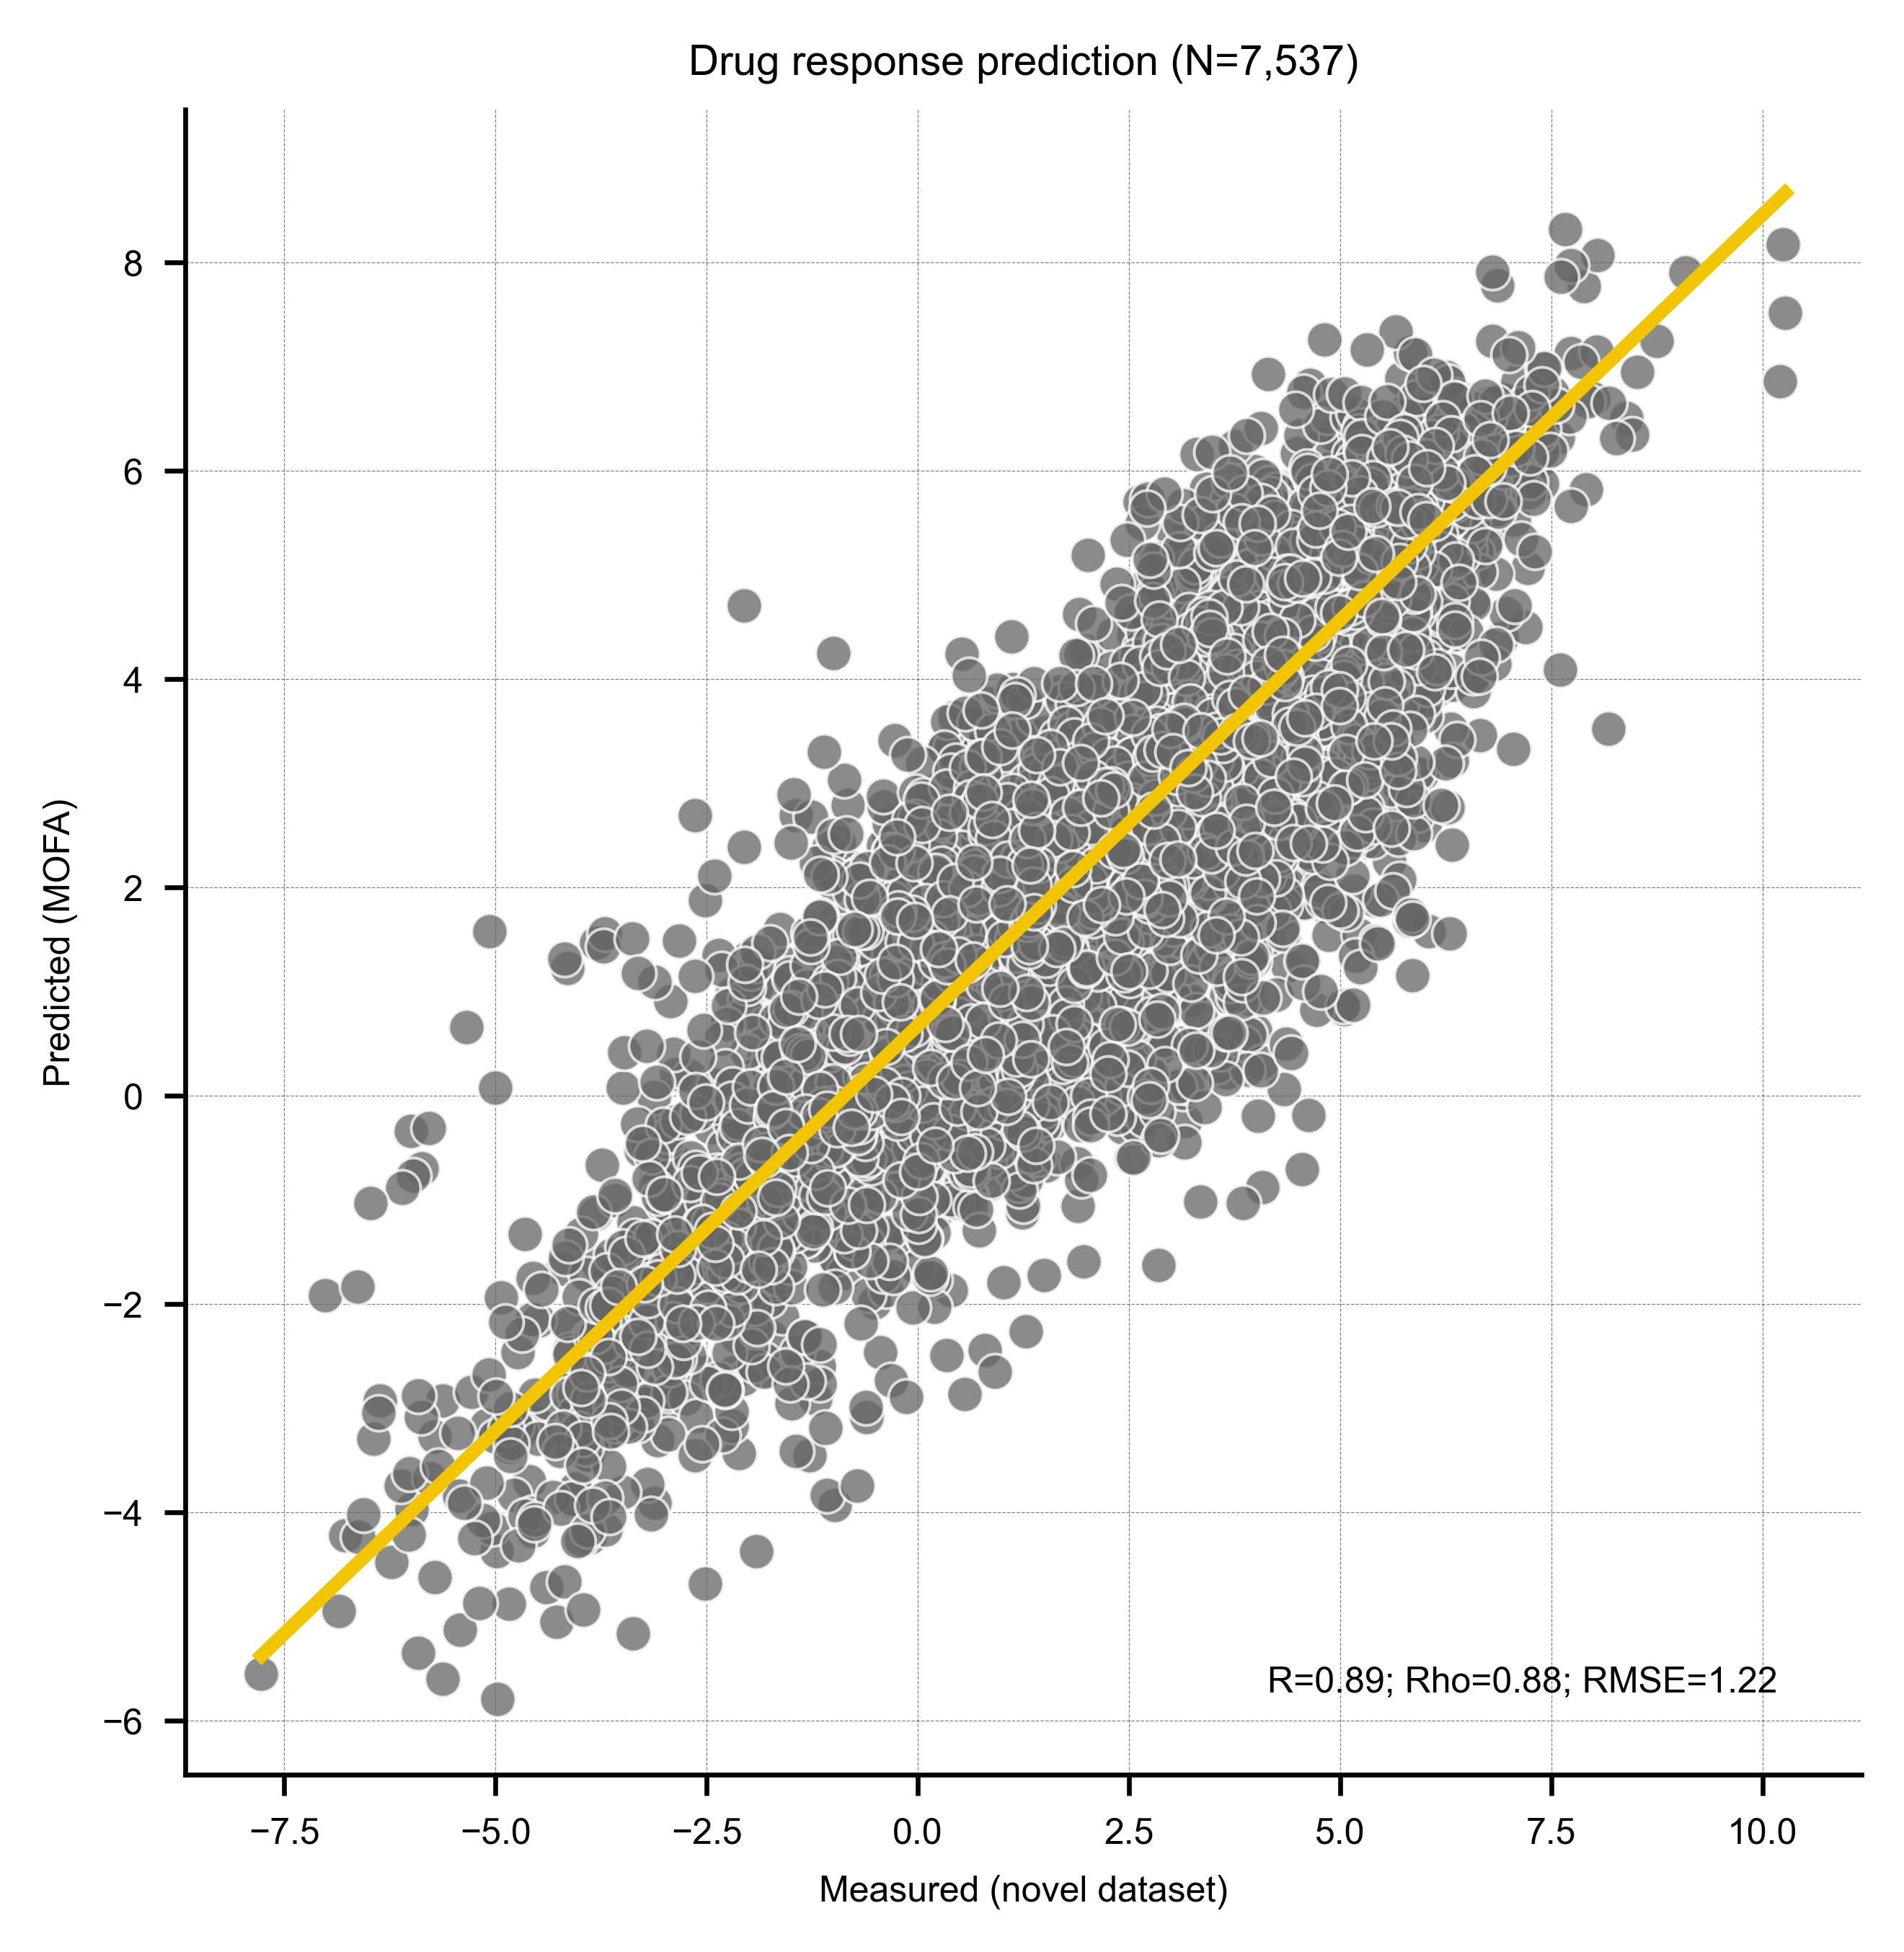 Drug response prediction (N=7,537)
8
6
4
2
0
−2
−4
−6
Predicted (MOFA)
R=0.89; Rho=0.88; RMSE=1.22
−7.5 −5.0 −2.5 0.0 2.5 5.0 7.5 10.0
Measured (novel dataset)